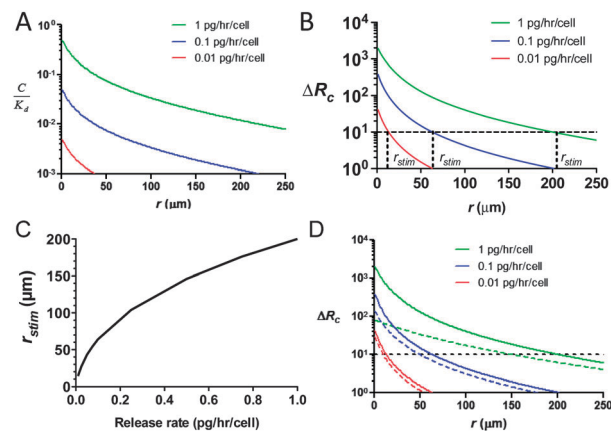 A
1 pg/hr/cell
0.1 pg/hr/cell
0.01 pg/hr/cell
C/K_d
10⁰
10⁻¹
10⁻²
10⁻³
0 50 100 150 200 250
r (μm)
B
1 pg/hr/cell
0.1 pg/hr/cell
0.01 pg/hr/cell
ΔR_c
10⁴
10³
10²
10¹
10⁰
r_stim r_stim r_stim
0 50 100 150 200 250
r (μm)
C
r_stim (μm)
200
150
100
50
0
0.0 0.2 0.4 0.6 0.8 1.0
Release rate (pg/hr/cell)
D
1 pg/hr/cell
0.1 pg/hr/cell
0.01 pg/hr/cell
ΔR_c
10⁴
10³
10²
10¹
10⁰
0 50 100 150 200 250
r (μm)